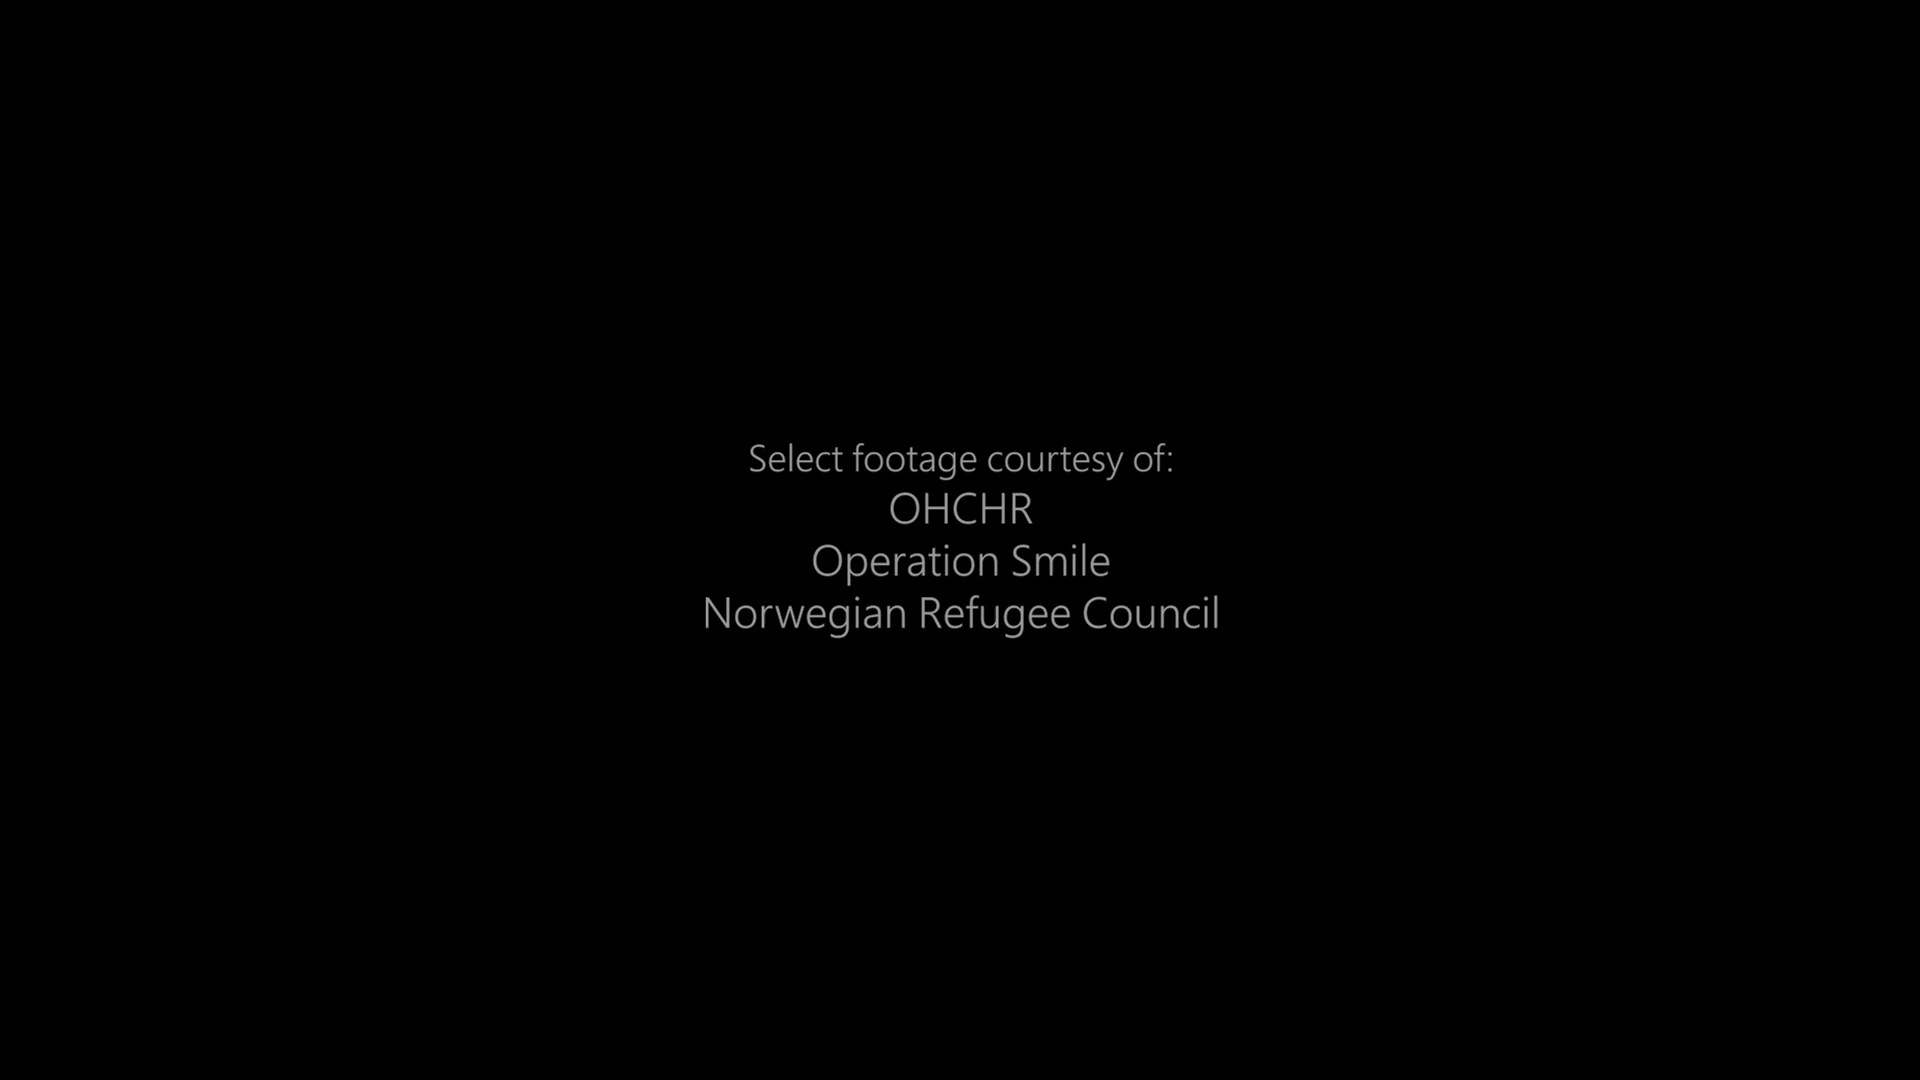 Select footage courtesy of:
OHCHR
Operation Smile
Norwegian Refugee Council